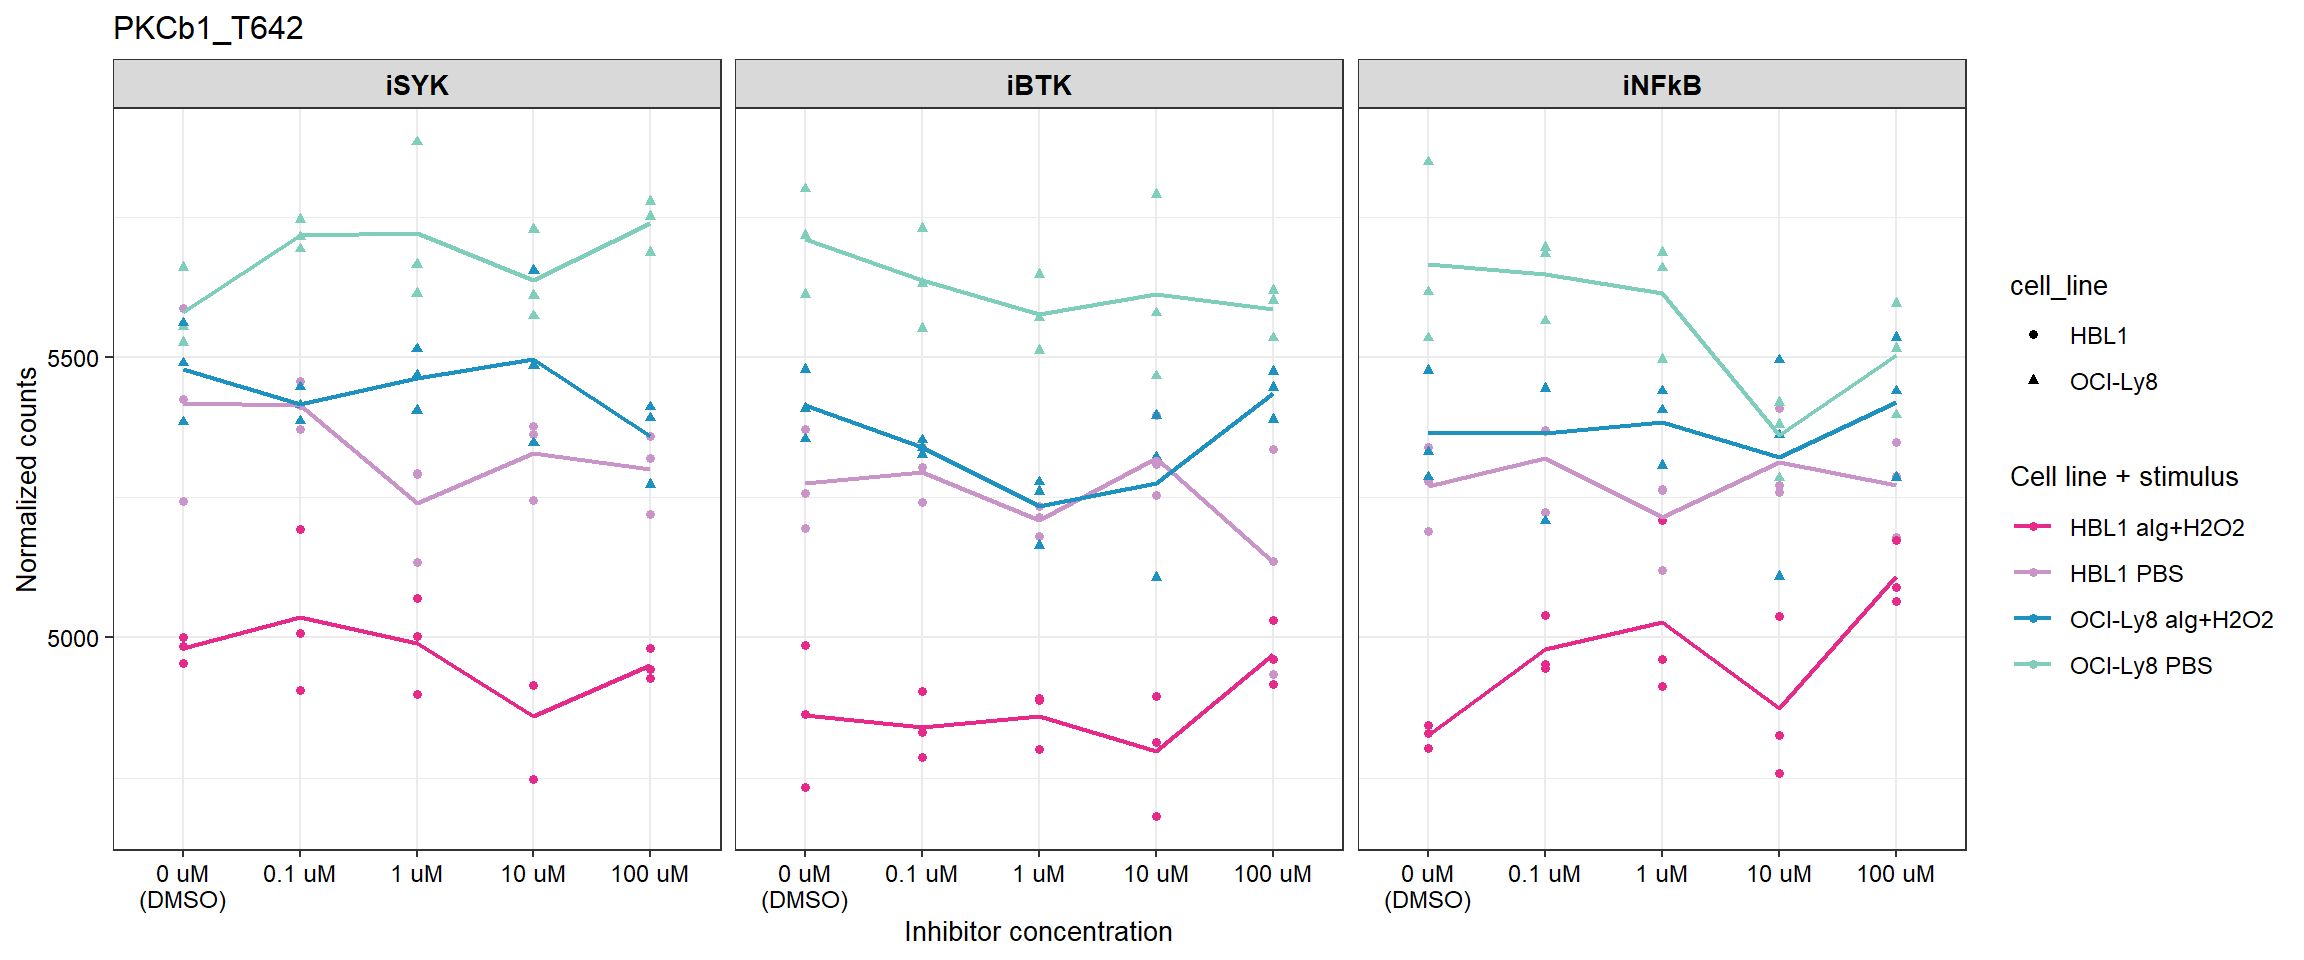 PKCb1_T642
iSYK
iBTK
iNFkB
Normalized counts
5500
5000
0 uM
(DMSO)
0.1 uM
1 uM
10 uM
100 uM
0 uM
(DMSO)
0.1 uM
1 uM
10 uM
100 uM
0 uM
(DMSO)
0.1 uM
1 uM
10 uM
100 uM
Inhibitor concentration
cell_line
HBL1
OCI-Ly8
Cell line + stimulus
HBL1 aIg+H2O2
HBL1 PBS
OCI-Ly8 aIg+H2O2
OCI-Ly8 PBS